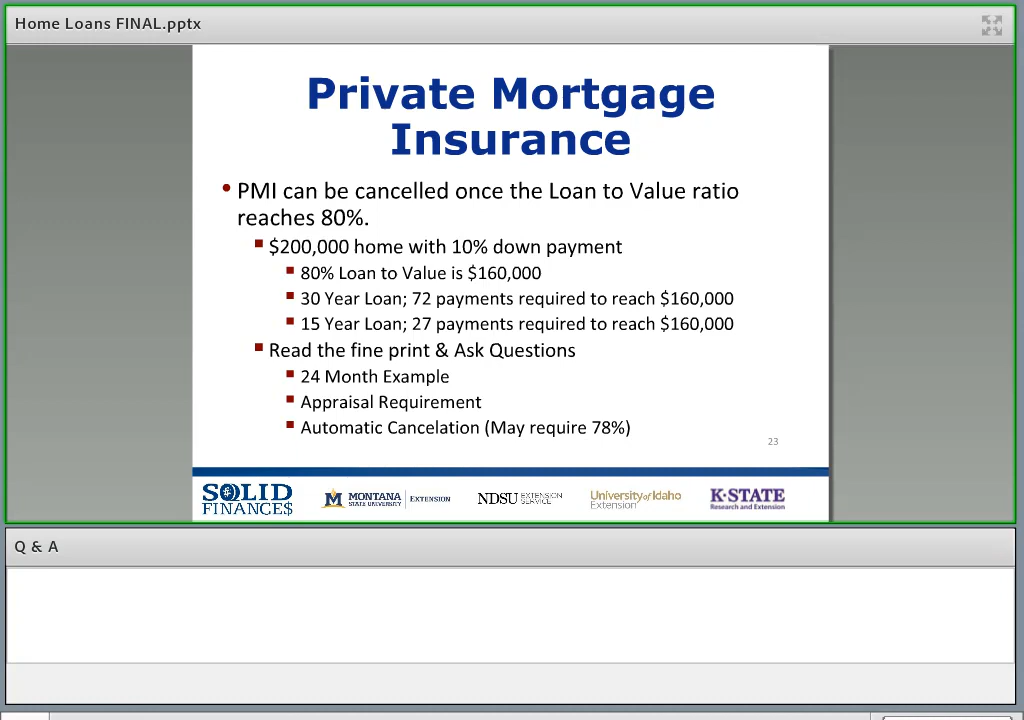 Home Loans FINAL.pptx
Private Mortgage
Insurance
• PMI can be cancelled once the Loan to Value ratio
reaches 80%.
▪ $200,000 home with 10% down payment
▪ 80% Loan to Value is $160,000
▪ 30 Year Loan; 72 payments required to reach $160,000
▪ 15 Year Loan; 27 payments required to reach $160,000
▪ Read the fine print & Ask Questions
▪ 24 Month Example
▪ Appraisal Requirement
▪ Automatic Cancelation (May require 78%)
23
SOLID
FINANCE$
M MONTANA
STATE UNIVERSITY
EXTENSION
NDSU EXTENSION
SERVICE
University of Idaho
Extension
K-STATE
Research and Extension
Q & A